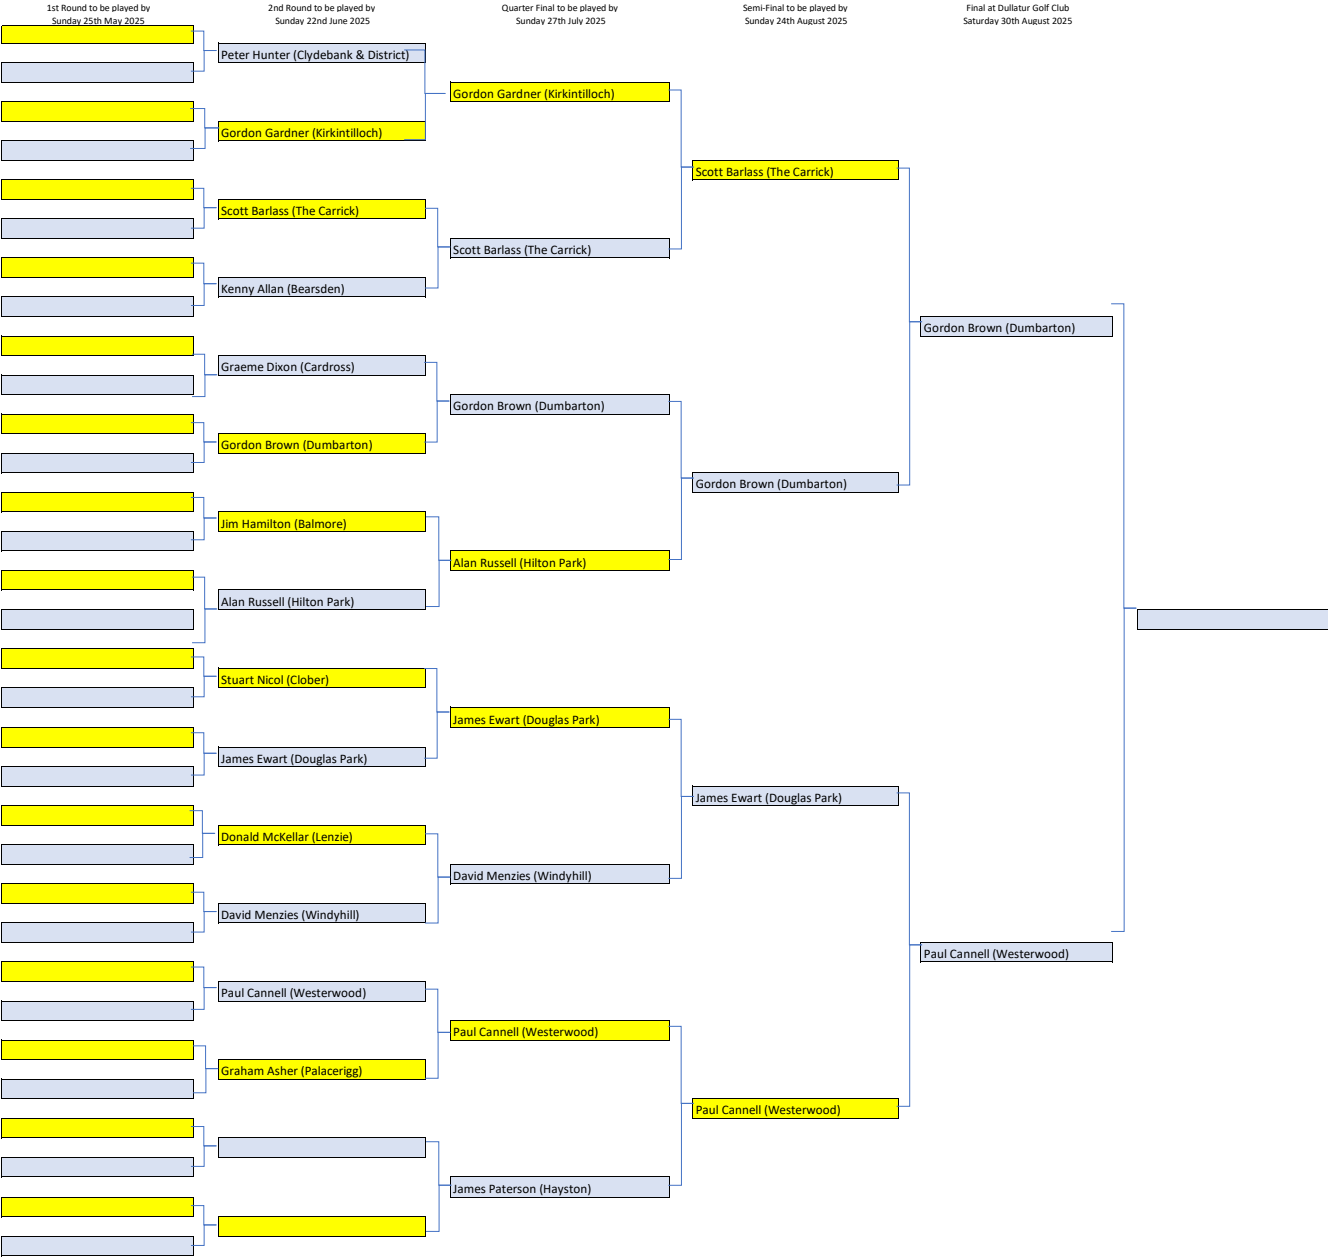 1st Round to be played by
Sunday 25th May 2025
2nd Round to be played by
Sunday 22nd June 2025
Quarter Final to be played by
Sunday 27th July 2025
Semi-Final to be played by
Sunday 24th August 2025
Final at Dullatur Golf Club
Saturday 30th August 2025
Peter Hunter (Clydebank & District)
Gordon Gardner (Kirkintilloch)
Scott Barlass (The Carrick)
Kenny Allan (Bearsden)
Graeme Dixon (Cardross)
Gordon Brown (Dumbarton)
Jim Hamilton (Balmore)
Alan Russell (Hilton Park)
Stuart Nicol (Clober)
James Ewart (Douglas Park)
Donald McKellar (Lenzie)
David Menzies (Windyhill)
Paul Cannell (Westerwood)
Graham Asher (Palacerigg)
Gordon Gardner (Kirkintilloch)
Scott Barlass (The Carrick)
Gordon Brown (Dumbarton)
Alan Russell (Hilton Park)
James Ewart (Douglas Park)
David Menzies (Windyhill)
Paul Cannell (Westerwood)
James Paterson (Hayston)
Scott Barlass (The Carrick)
Gordon Brown (Dumbarton)
James Ewart (Douglas Park)
Paul Cannell (Westerwood)
Gordon Brown (Dumbarton)
Paul Cannell (Westerwood)